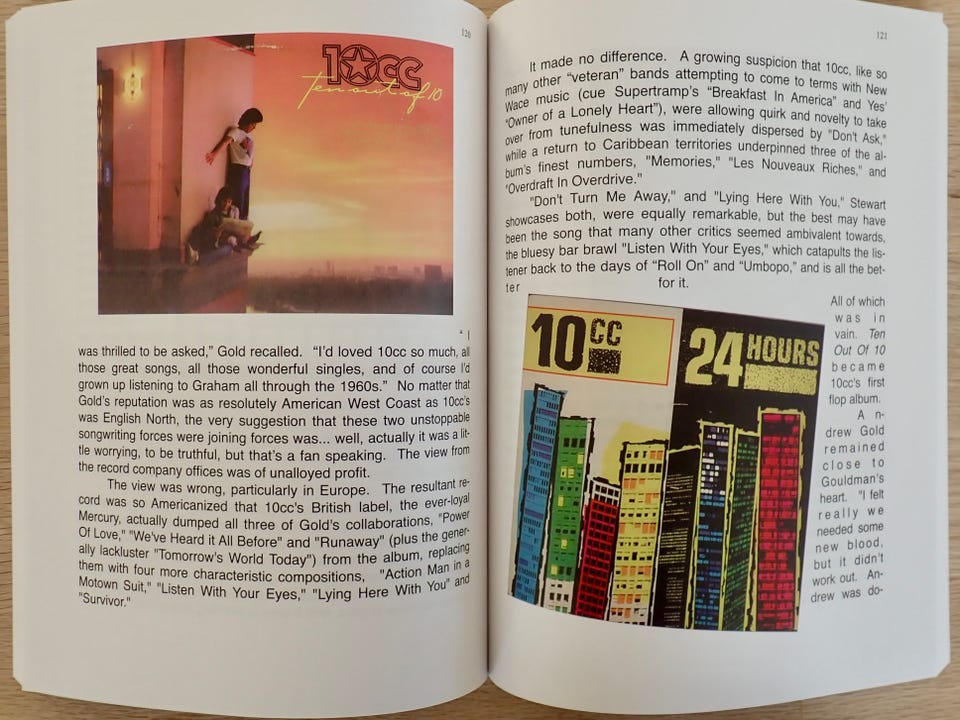 120
10cc
Ten out of 10
“ I
was thrilled to be asked,” Gold recalled. “I’d loved 10cc so much, all
those great songs, all those wonderful singles, and of course I’d
grown up listening to Graham all through the 1960s.” No matter that
Gold’s reputation was as resolutely American West Coast as 10cc’s
was English North, the very suggestion that these two unstoppable
songwriting forces were joining forces was... well, actually it was a lit-
tle worrying, to be truthful, but that’s a fan speaking. The view from
the record company offices was of unalloyed profit.
The view was wrong, particularly in Europe. The resultant re-
cord was so Americanized that 10cc's British label, the ever-loyal
Mercury, actually dumped all three of Gold's collaborations, "Power
Of Love," "We've Heard it All Before" and "Runaway" (plus the gener-
ally lackluster "Tomorrow's World Today") from the album, replacing
them with four more characteristic compositions, "Action Man in a
Motown Suit," "Listen With Your Eyes," "Lying Here With You" and
"Survivor."
121
It made no difference. A growing suspicion that 10cc, like so
many other “veteran” bands attempting to come to terms with New
Wace music (cue Supertramp’s “Breakfast In America” and Yes’
“Owner of a Lonely Heart”), were allowing quirk and novelty to take
over from tunefulness was immediately dispersed by "Don't Ask,"
while a return to Caribbean territories underpinned three of the al-
bum's finest numbers, "Memories," "Les Nouveaux Riches," and
"Overdraft In Overdrive."
"Don't Turn Me Away," and "Lying Here With You," Stewart
showcases both, were equally remarkable, but the best may have
been the song that many other critics seemed ambivalent towards,
the bluesy bar brawl "Listen With Your Eyes," which catapults the lis-
tener back to the days of “Roll On” and “Umbopo,” and is all the bet-
ter for it.
10CC
24 HOURS
All of which
was in
vain. Ten
Out Of 10
became
10cc's first
flop album.
An-
drew Gold
remained
close to
Gouldman's
heart. "I felt
really we
needed some
new blood,
but it didn't
work out. An-
drew was do-